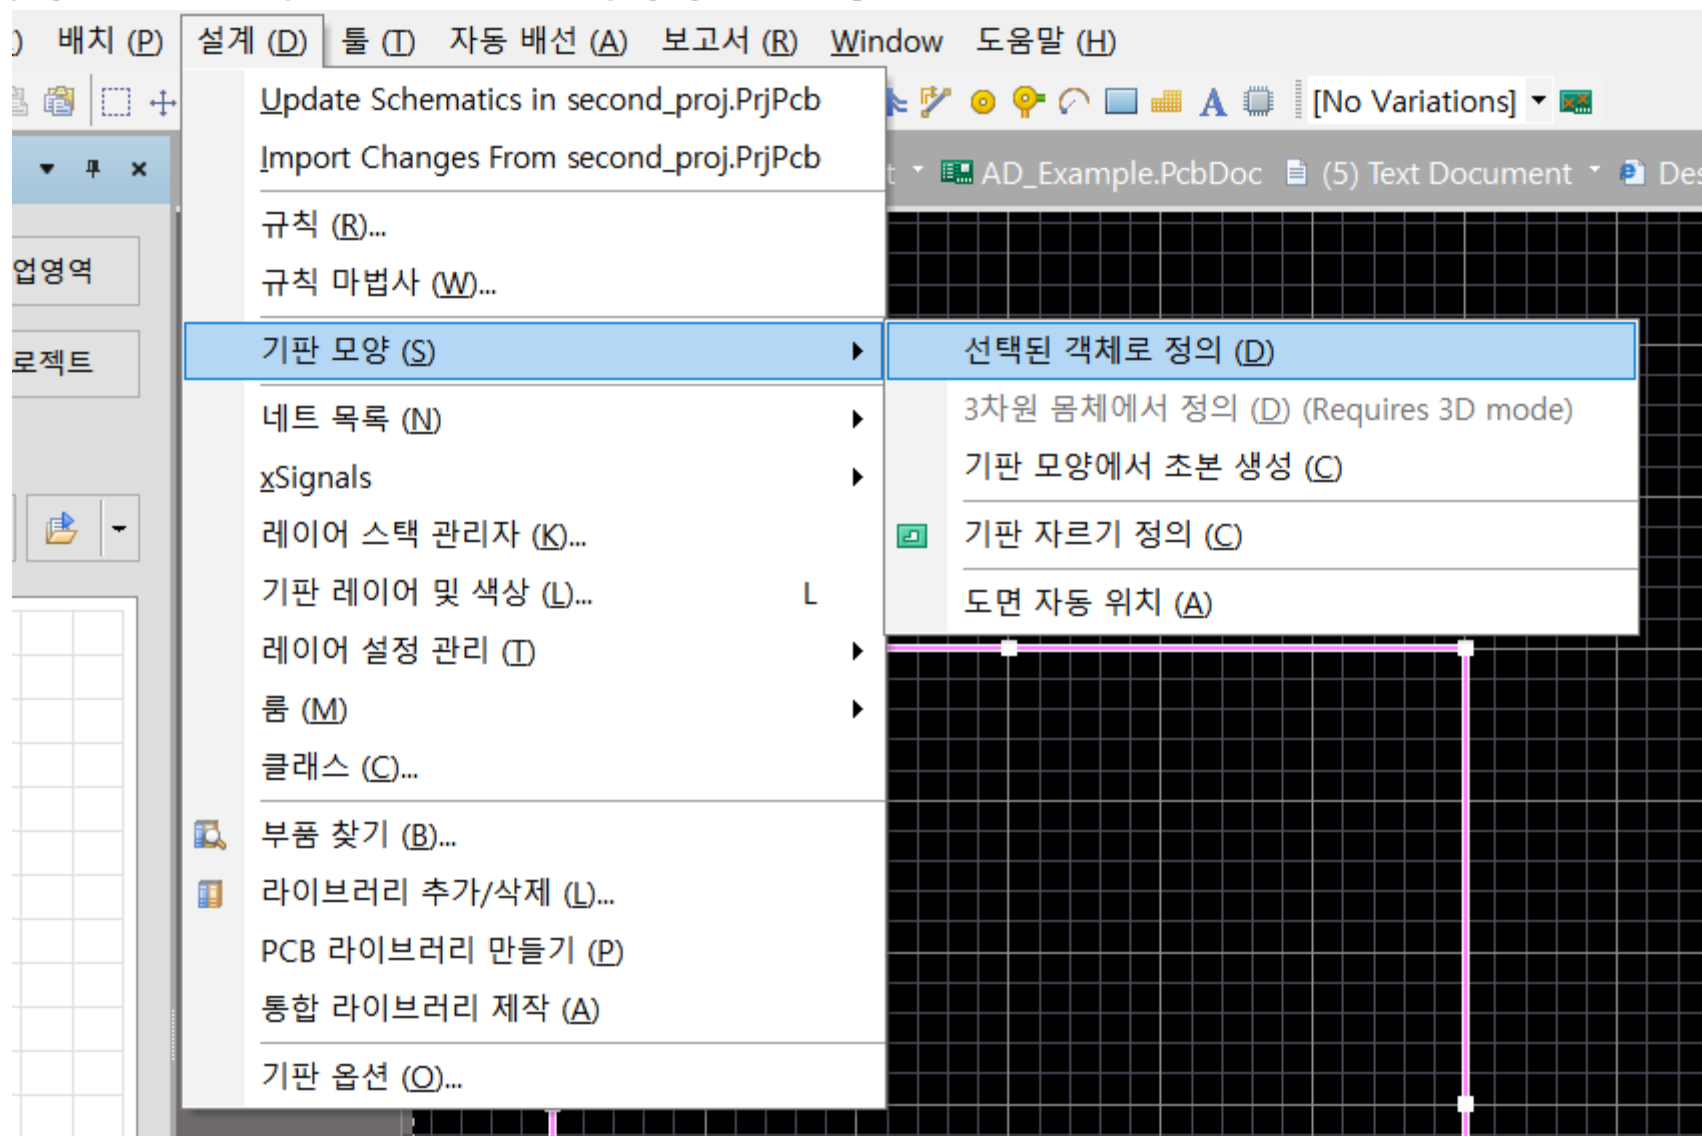 배치 (P) 설계 (D) 툴 (T) 자동 배선 (A) 보고서 (R) Window 도움말 (H)
[No Variations]
AD_Example.PcbDoc (5) Text Document
업영역
로젝트
Update Schematics in second_proj.PrjPcb
Import Changes From second_proj.PrjPcb
규칙 (R)...
규칙 마법사 (W)...
기판 모양 (S)
네트 목록 (N)
xSignals
레이어 스택 관리자 (K)...
기판 레이어 및 색상 (L)... L
레이어 설정 관리 (T)
룸 (M)
클래스 (C)...
부품 찾기 (B)...
라이브러리 추가/삭제 (L)...
PCB 라이브러리 만들기 (P)
통합 라이브러리 제작 (A)
기판 옵션 (O)...
선택된 객체로 정의 (D)
3차원 몸체에서 정의 (D) (Requires 3D mode)
기판 모양에서 초본 생성 (C)
기판 자르기 정의 (C)
도면 자동 위치 (A)